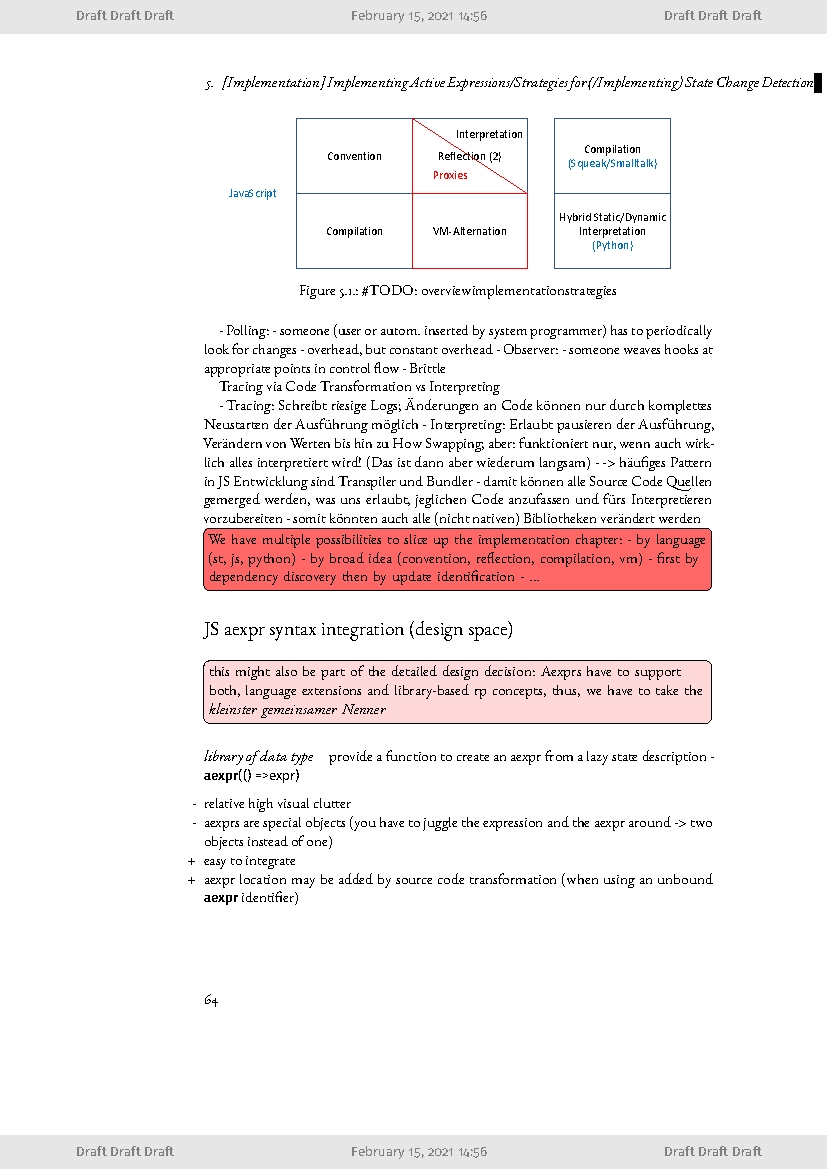 Draft Draft Draft February 15, 2021 14:56 Draft Draft Draft
5. [Implementation] Implementing Active Expressions/Strategies for (/Implementing) State Change Detection
Interpretation
Convention
Reflection (2)
Proxies
Compilation
(Squeak/Smalltalk)
JavaScript
Compilation
VM-Alternation
Hybrid Static/Dynamic
Interpretation
(Python)
Figure 5.1.: #TODO: overviewimplementationstrategies
- Polling: - someone (user or autom. inserted by system programmer) has to periodically
look for changes - overhead, but constant overhead - Observer: - someone weaves hooks at
appropriate points in control flow - Brittle
Tracing via Code Transformation vs Interpreting
- Tracing: Schreibt riesige Logs; Änderungen an Code können nur durch komplettes
Neustarten der Ausführung möglich - Interpreting: Erlaubt pausieren der Ausführung,
Verändern von Werten bis hin zu How Swapping; aber: funktioniert nur, wenn auch wirk-
lich alles interpretiert wird! (Das ist dann aber wiederum langsam) - -> häufiges Pattern
in JS Entwicklung sind Transpiler und Bundler - damit können alle Source Code Quellen
gemerged werden, was uns erlaubt, jeglichen Code anzufassen und fürs Interpretieren
vorzubereiten - somit könnten auch alle (nicht nativen) Bibliotheken verändert werden
We have multiple possibilities to slice up the implementation chapter: - by language
(st, js, python) - by broad idea (convention, reflection, compilation, vm) - first by
dependency discovery then by update identification - ...
JS aexpr syntax integration (design space)
this might also be part of the detailed design decision: Aexprs have to support
both, language extensions and library-based rp concepts, thus, we have to take the
kleinster gemeinsamer Nenner
library of data type provide a function to create an aexpr from a lazy state description -
aexpr(() =>expr)
- relative high visual clutter
- aexprs are special objects (you have to juggle the expression and the aexpr around -> two
objects instead of one)
+ easy to integrate
+ aexpr location may be added by source code transformation (when using an unbound
aexpr identifier)
64
Draft Draft Draft February 15, 2021 14:56 Draft Draft Draft